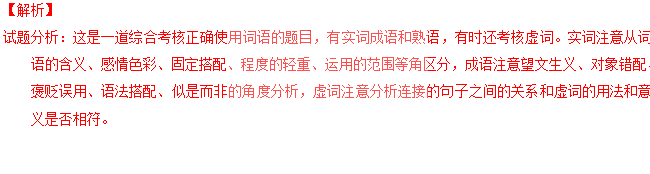 【解析】
试题分析：这是一道综合考核正确使用词语的题目，有实词成语和熟语，有时还考核虚词。实词注意从词
语的含义、感情色彩、固定搭配、程度的轻重、运用的范围等角区分，成语注意望文生义、对象错配、
褒贬误用、语法搭配、似是而非的角度分析，虚词注意分析连接的句子之间的关系和虚词的用法和意
义是否相符。